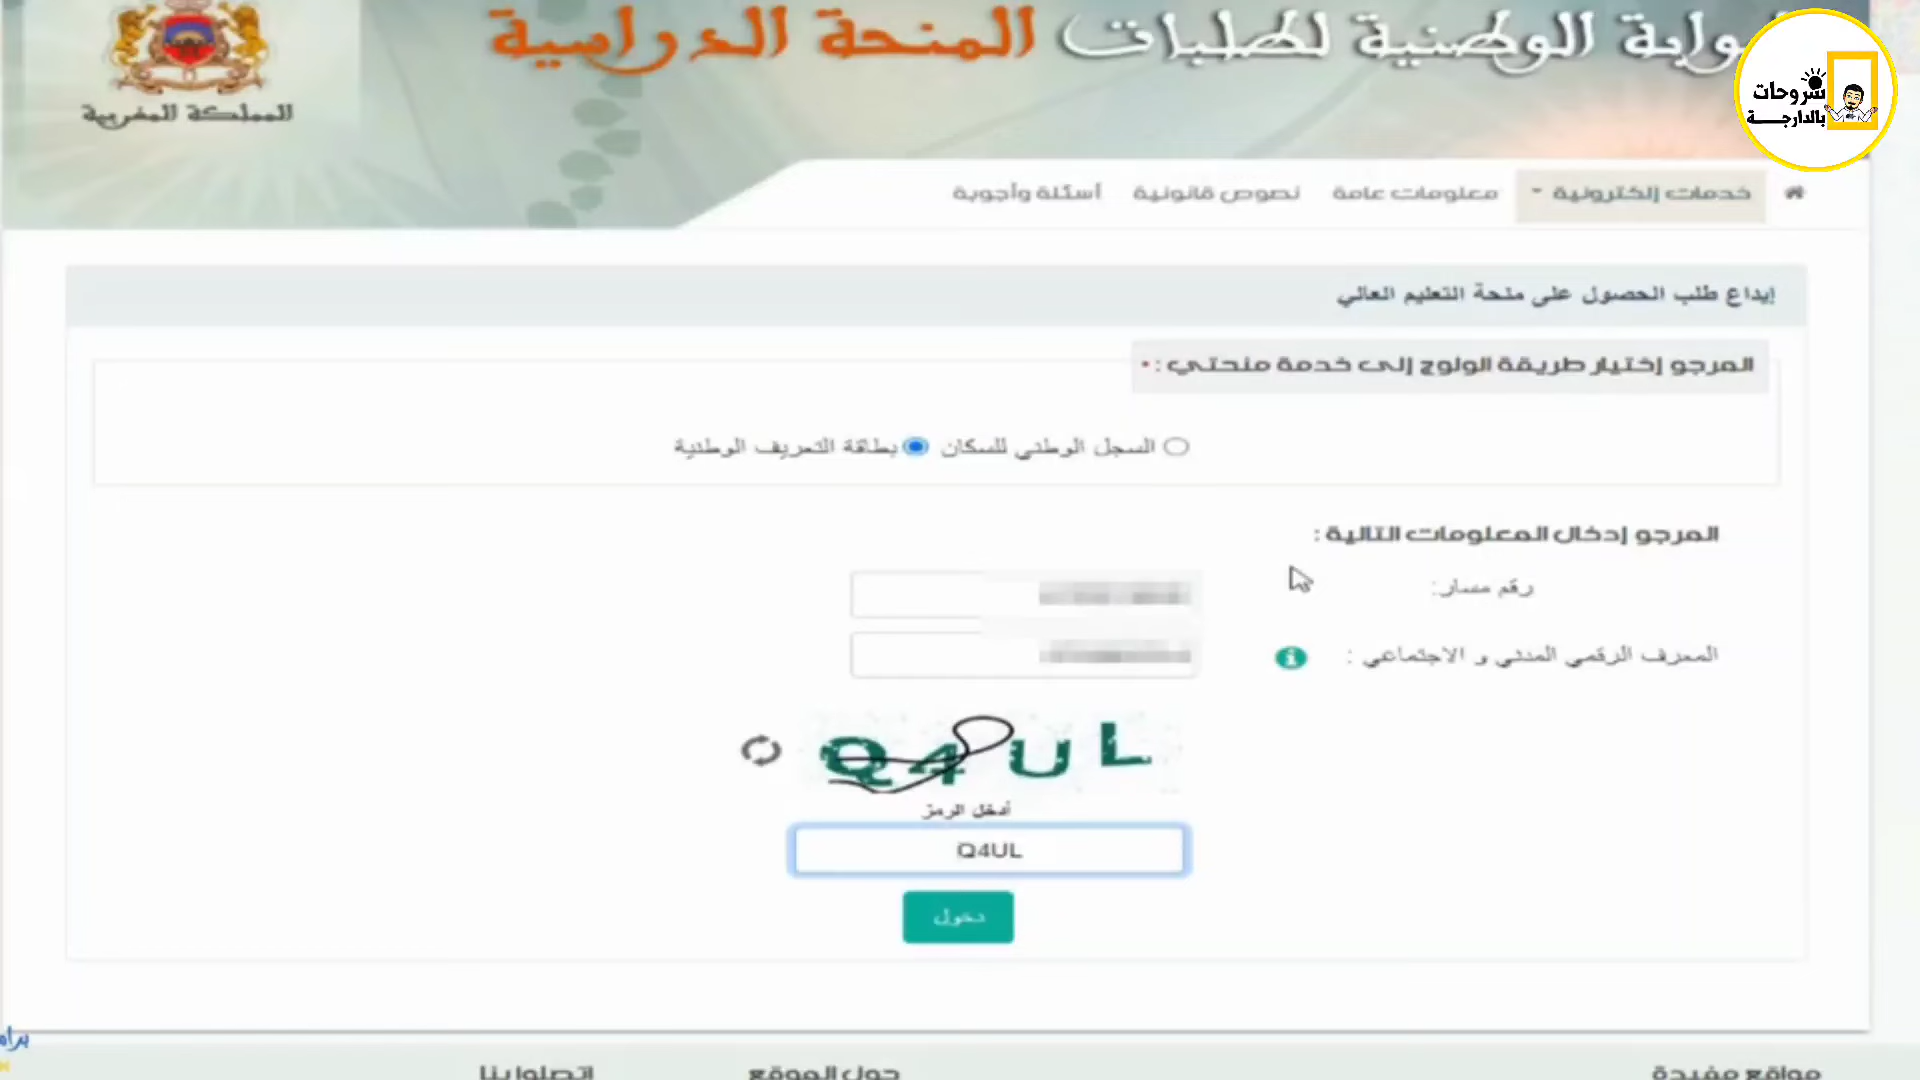 لطلبات المنحة الدراسية الوطنية
المملكة المغربية
شروحات
بالدارجة
خدمات إلكترونية
معلومات عامة
نصوص قانونية
أسئلة وأجوبة
إيداع طلب الحصول على منحة التعليم العالي
المرجو إختيار طريقة الولوج إلى خدمة منحتي : *
السجل الوطني للسكان
بطاقة التعريف الوطنية
المرجو إدخال المعلومات التالية :
رقم مسار:
المعرف الرقمي المدني و الاجتماعي :
Q4UL
أدخل الرمز
Q4UL
دخول
مواقع مفيدة
حول الموقع
اتصلوا بنا